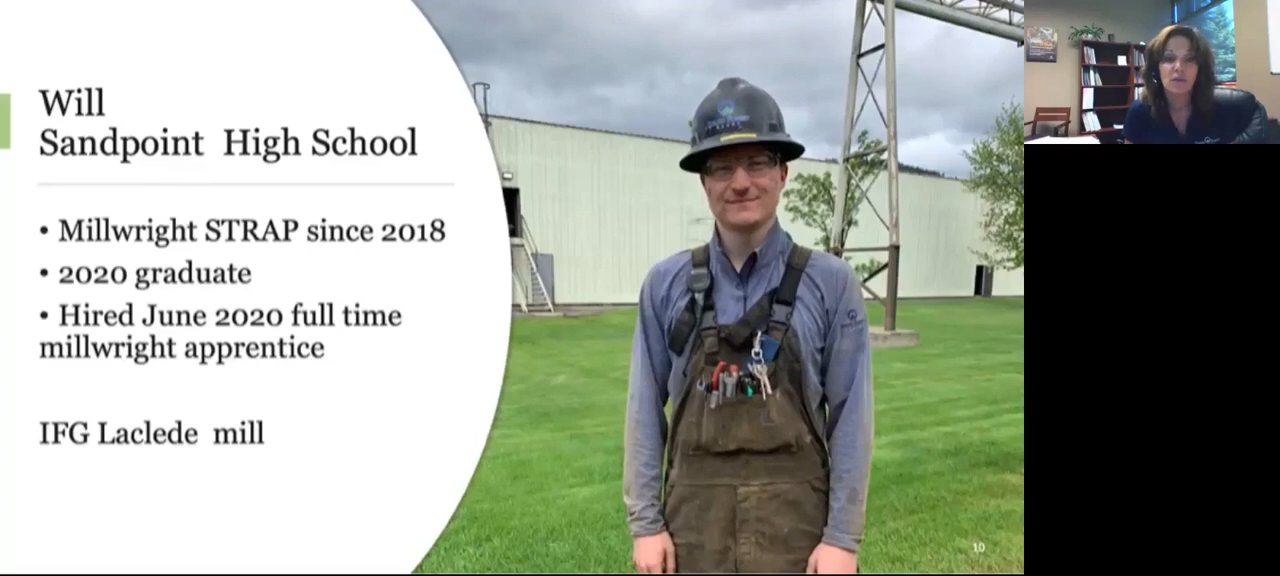 Will
Sandpoint High School
• Millwright STRAP since 2018
• 2020 graduate
• Hired June 2020 full time
millwright apprentice
IFG Laclede mill
10